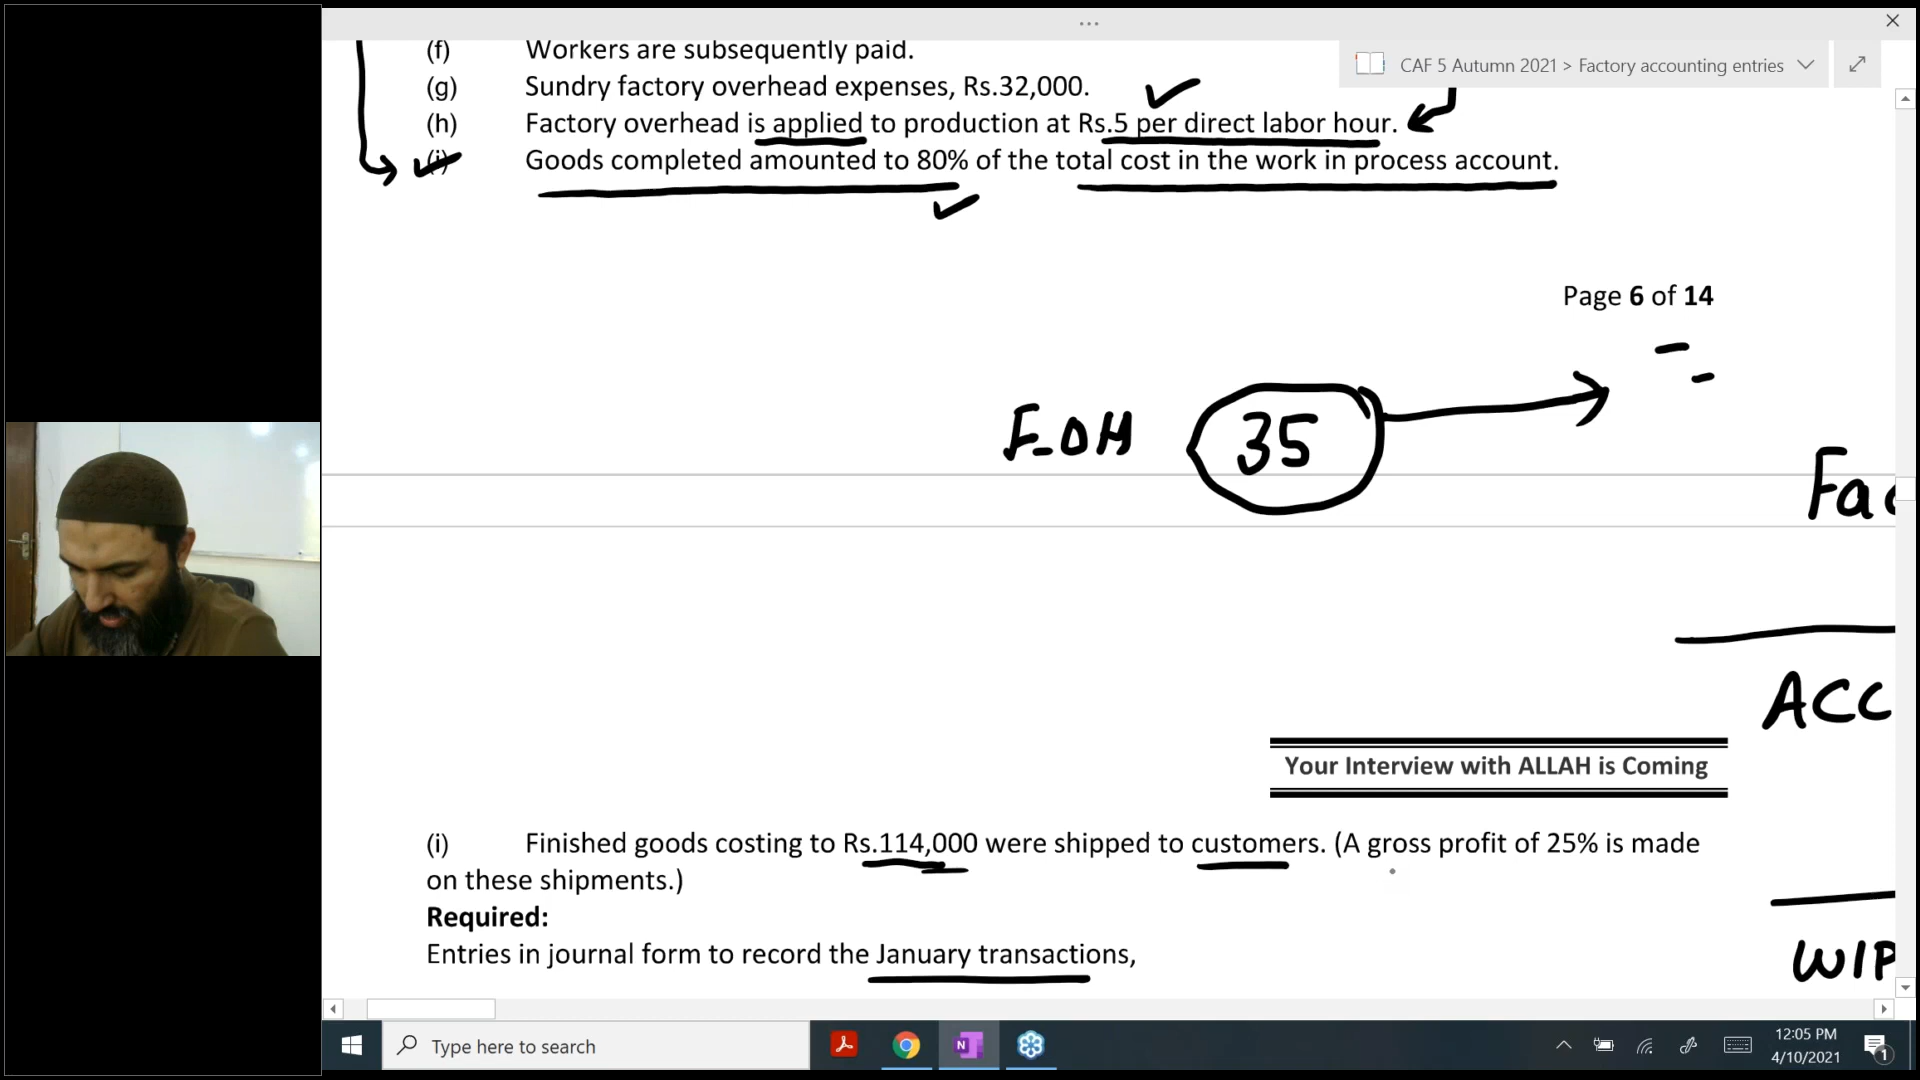 (f) Workers are subsequently paid.
CAF 5 Autumn 2021 > Factory accounting entries
(g) Sundry factory overhead expenses, Rs.32,000.
(h) Factory overhead is applied to production at Rs.5 per direct labor hour.
(i) Goods completed amounted to 80% of the total cost in the work in process account.
Page 6 of 14
F-OH 35
Fac
ACC
Your Interview with ALLAH is Coming
(i) Finished goods costing to Rs.114,000 were shipped to customers. (A gross profit of 25% is made
on these shipments.)
Required:
Entries in journal form to record the January transactions,
WIP
Type here to search
12:05 PM
4/10/2021
1